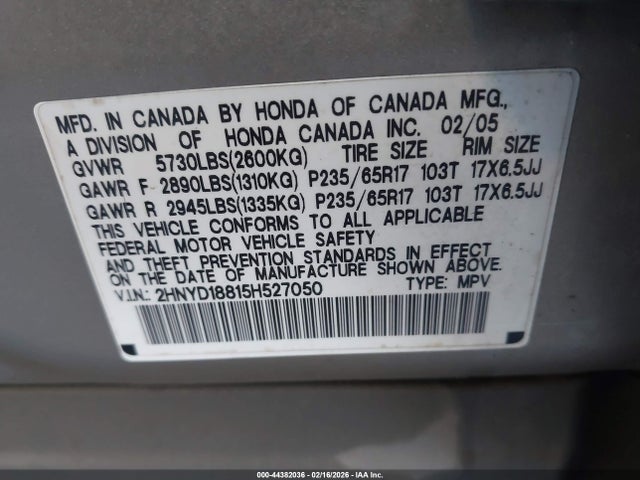 MFD. IN CANADA BY HONDA OF CANADA MFG.,
A DIVISION OF HONDA CANADA INC. 02/05
GVWR 5730LBS(2600KG) TIRE SIZE RIM SIZE
GAWR F 2890LBS(1310KG) P235/65R17 103T 17X6.5JJ
GAWR R 2945LBS(1335KG) P235/65R17 103T 17X6.5JJ
THIS VEHICLE CONFORMS TO ALL APPLICABLE
FEDERAL MOTOR VEHICLE SAFETY
AND THEFT PREVENTION STANDARDS IN EFFECT
ON THE DATE OF MANUFACTURE SHOWN ABOVE.
V.I.N.: 2HNYD18815H527050 TYPE: MPV
000-44382036 - 02/16/2026 - IAA Inc.